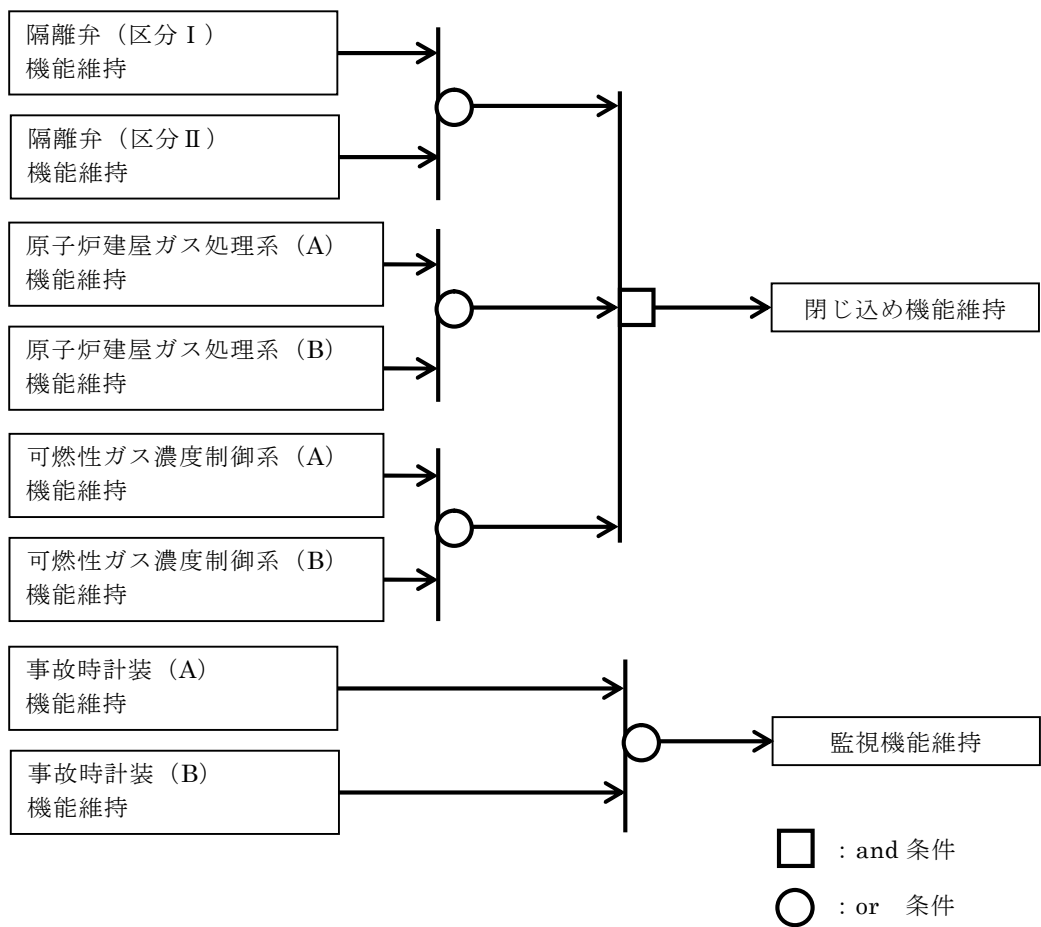 隔離弁（区分Ⅰ）
機能維持
隔離弁（区分Ⅱ）
機能維持
原子炉建屋ガス処理系（A）
機能維持
原子炉建屋ガス処理系（B）
機能維持
可燃性ガス濃度制御系（A）
機能維持
可燃性ガス濃度制御系（B）
機能維持
閉じ込め機能維持
事故時計装（A）
機能維持
事故時計装（B）
機能維持
監視機能維持
：and 条件
：or　条件